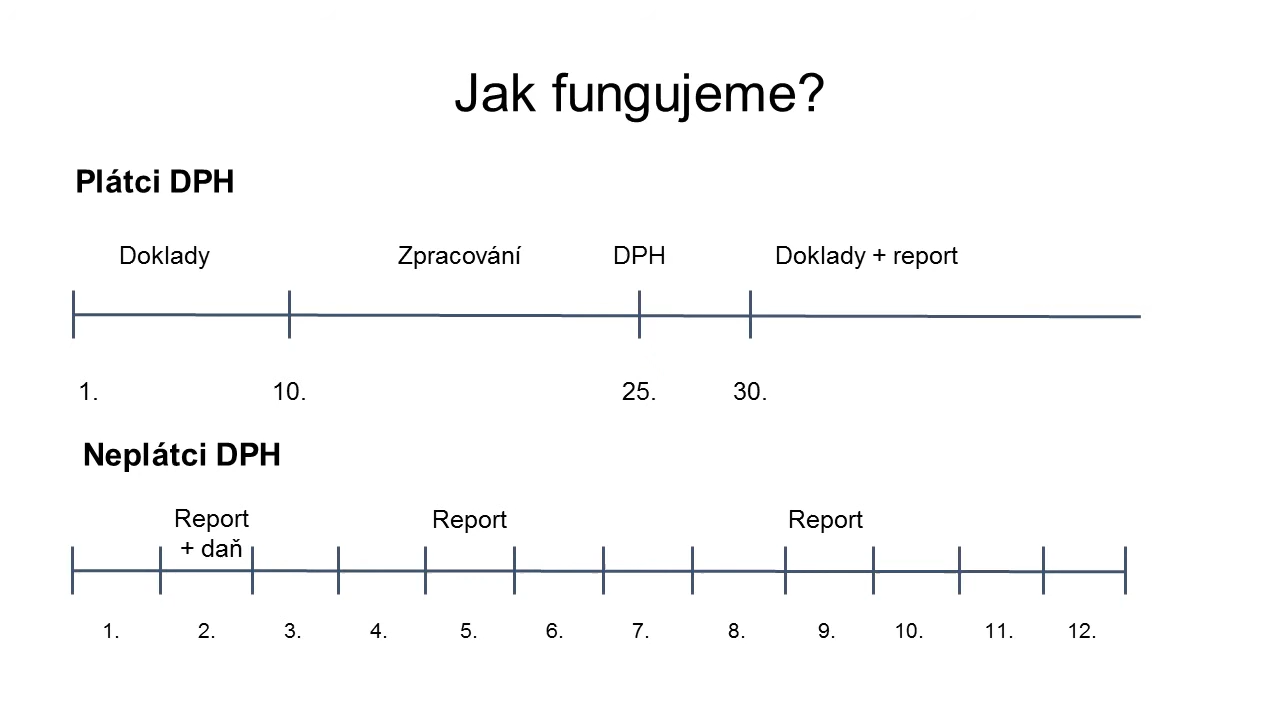 Jak fungujeme?
Plátci DPH
Doklady Zpracování DPH Doklady + report
1. 10. 25. 30.
Neplátci DPH
Report
+ daň
Report
Report
1. 2. 3. 4. 5. 6. 7. 8. 9. 10. 11. 12.